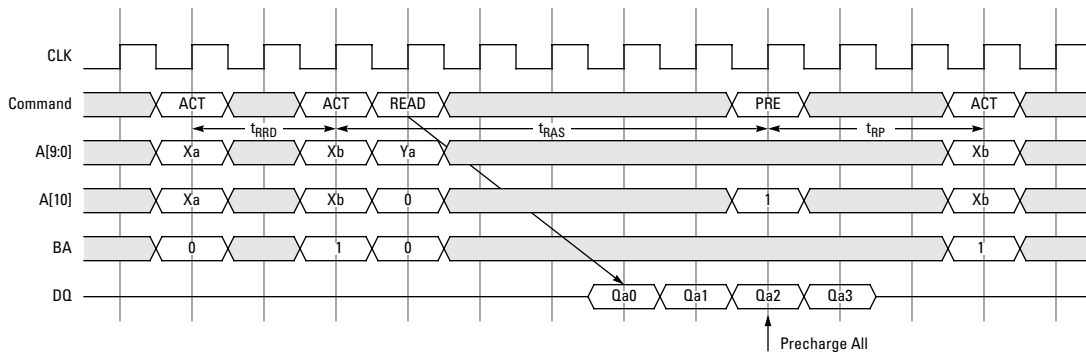 CLK
Command ACT ACT READ PRE ACT
tRRD tRAS tRP
A[9:0] Xa Xb Ya Xb
A[10] Xa Xb 0 1 Xb
BA 0 1 0 1
DQ Qa0 Qa1 Qa2 Qa3
Precharge All